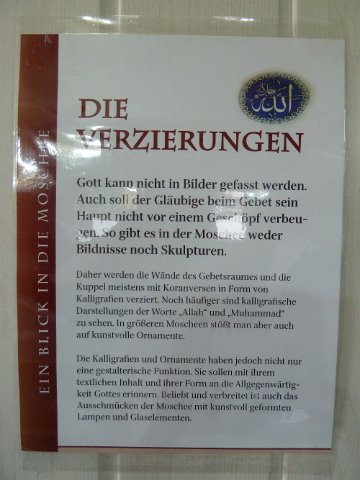 الله
DIE
VERZIERUNGEN
Gott kann nicht in Bilder gefasst werden.
Auch soll der Gläubige beim Gebet sein
Haupt nicht vor einem Geschöpf verbeu-
gen. So gibt es in der Moschee weder
Bildnisse noch Skulpturen.
Daher werden die Wände des Gebetsraumes und die
Kuppel meistens mit Koranversen in Form von
Kalligrafien verziert. Noch häufiger sind kalligrafische
Darstellungen der Worte „Allah“ und „Muhammad“
zu sehen. In größeren Moscheen stößt man aber auch
auf kunstvolle Ornamente.
Die Kalligrafien und Ornamente haben jedoch nicht nur
eine gestalterische Funktion. Sie sollen mit ihrem
textlichen Inhalt und ihrer Form an die Allgegenwärtig-
keit Gottes erinnern. Beliebt und verbreitet ist auch das
Ausschmücken der Moschee mit kunstvoll geformten
Lampen und Glaselementen.
EIN BLICK IN DIE MOSCHEE